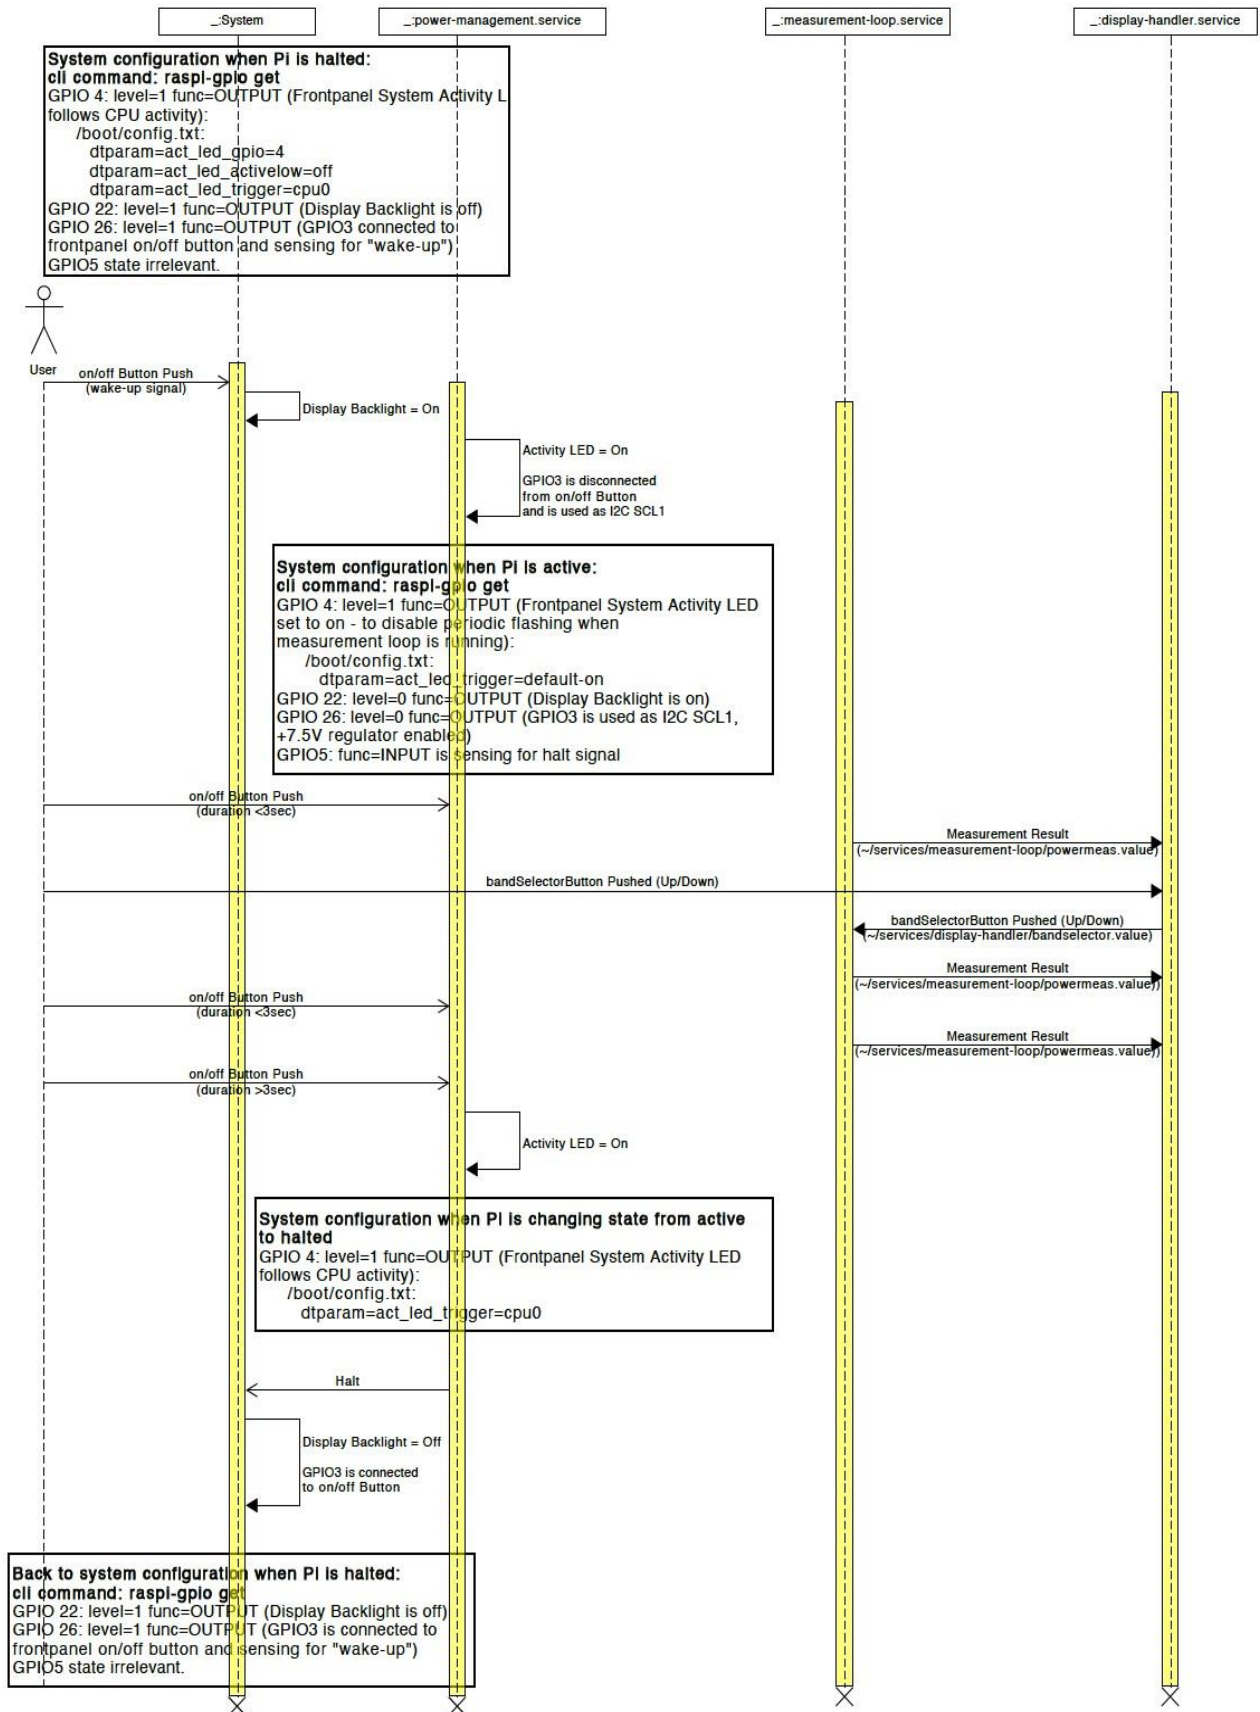 _:System
_:power-management.service
_:measurement-loop.service
_:display-handler.service
System configuration when Pi is halted:
cli command: raspi-gpio get
GPIO 4: level=1 func=OUTPUT (Frontpanel System Activity L
follows CPU activity):
/boot/config.txt:
dtparam=act_led_gpio=4
dtparam=act_led_activelow=off
dtparam=act_led_trigger=cpu0
GPIO 22: level=1 func=OUTPUT (Display Backlight is off)
GPIO 26: level=1 func=OUTPUT (GPIO3 connected to
frontpanel on/off button and sensing for "wake-up")
GPIO5 state irrelevant.
User
on/off Button Push
(wake-up signal)
Display Backlight = On
Activity LED = On
GPIO3 is disconnected
from on/off Button
and is used as I2C SCL1
System configuration when Pi is active:
cli command: raspi-gpio get
GPIO 4: level=1 func=OUTPUT (Frontpanel System Activity LED
set to on - to disable periodic flashing when
measurement loop is running):
/boot/config.txt:
dtparam=act_led_trigger=default-on
GPIO 22: level=0 func=OUTPUT (Display Backlight is on)
GPIO 26: level=0 func=OUTPUT (GPIO3 is used as I2C SCL1,
+7.5V regulator enabled)
GPIO5: func=INPUT is sensing for halt signal
on/off Button Push
(duration <3sec)
Measurement Result
(~/services/measurement-loop/powermeas.value)
bandSelectorButton Pushed (Up/Down)
bandSelectorButton Pushed (Up/Down)
(~/services/display-handler/bandselector.value)
Measurement Result
(~/services/measurement-loop/powermeas.value))
on/off Button Push
(duration <3sec)
Measurement Result
(~/services/measurement-loop/powermeas.value))
on/off Button Push
(duration >3sec)
Activity LED = On
System configuration when Pi is changing state from active
to halted
GPIO 4: level=1 func=OUTPUT (Frontpanel System Activity LED
follows CPU activity):
/boot/config.txt:
dtparam=act_led_trigger=cpu0
Halt
Display Backlight = Off
GPIO3 is connected
to on/off Button
Back to system configuration when Pi is halted:
cli command: raspi-gpio get
GPIO 22: level=1 func=OUTPUT (Display Backlight is off)
GPIO 26: level=1 func=OUTPUT (GPIO3 is connected to
frontpanel on/off button and sensing for "wake-up")
GPIO5 state irrelevant.